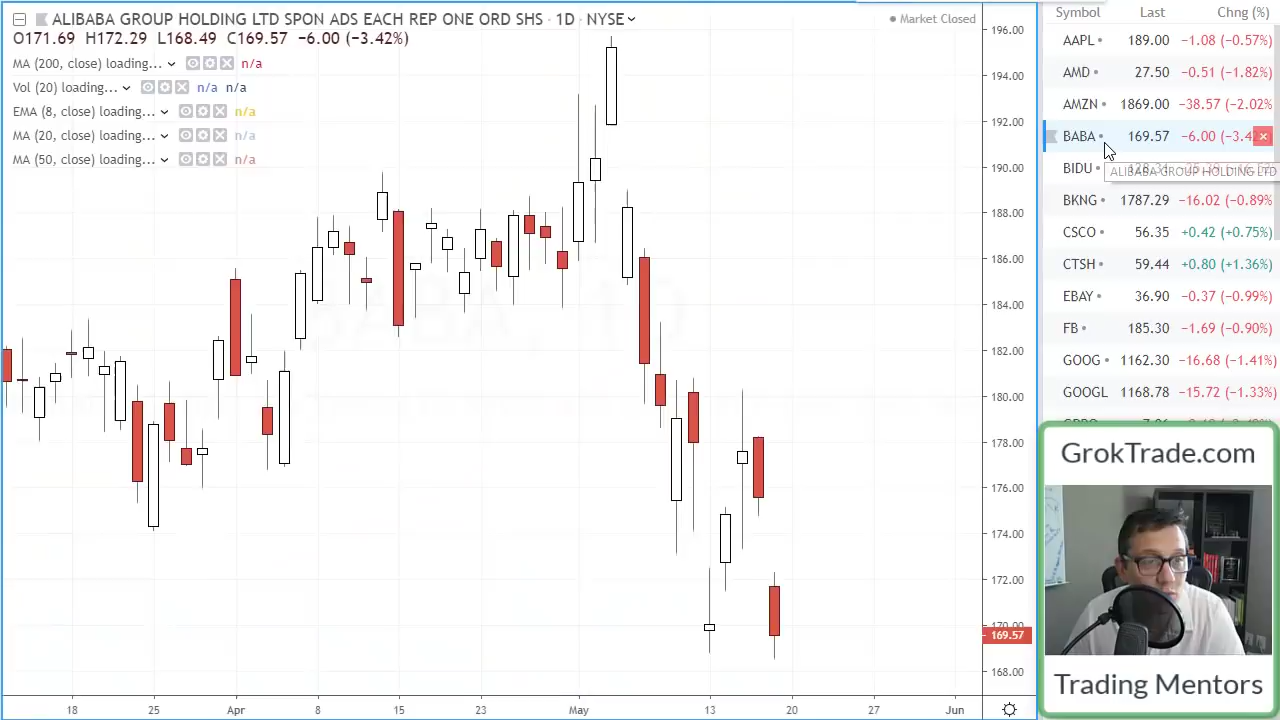 ALIBABA GROUP HOLDING LTD SPON ADS EACH REP ONE ORD SHS · 1D · NYSE
Market Closed
O171.69 H172.29 L168.49 C169.57 −6.00 (−3.42%)
MA (200, close) loading... n/a
Vol (20) loading... n/a n/a
EMA (8, close) loading... n/a
MA (20, close) loading... n/a
MA (50, close) loading... n/a
BABA, 1D
196.00
194.00
192.00
190.00
188.00
186.00
184.00
182.00
180.00
178.00
176.00
174.00
172.00
170.00
169.57
168.00
18 25 Apr 8 15 23 May 13 20 27 Jun
Symbol Last Chng (%)
AAPL 189.00 −1.08 (−0.57%)
AMD 27.50 −0.51 (−1.82%)
AMZN 1869.00 −38.57 (−2.02%)
BABA 169.57 −6.00
ALIBABA GROUP HOLDING LTD
BIDU
BKNG 1787.29 −16.02 (−0.89%)
CSCO 56.35 +0.42 (+0.75%)
CTSH 59.44 +0.80 (+1.36%)
EBAY 36.90 −0.37 (−0.99%)
FB 185.30 −1.69 (−0.90%)
GOOG 1162.30 −16.68 (−1.41%)
GOOGL 1168.78 −15.72 (−1.33%)
GrokTrade.com
Trading Mentors